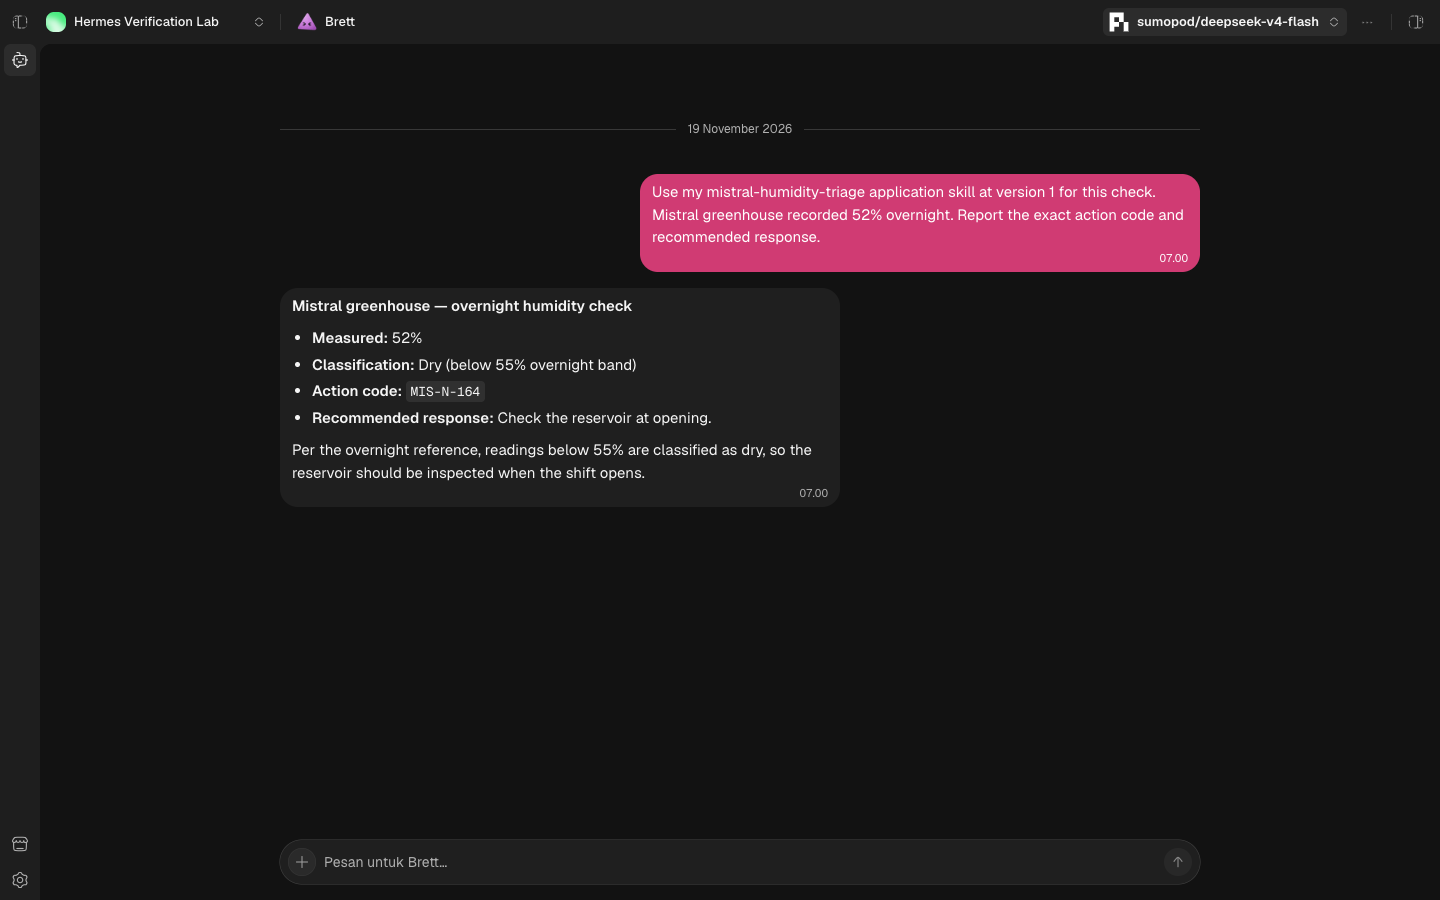 Hermes Verification Lab
Brett
sumopod/deepseek-v4-flash
19 November 2026
Use my mistral-humidity-triage application skill at version 1 for this check.
Mistral greenhouse recorded 52% overnight. Report the exact action code and
recommended response.
07.00
Mistral greenhouse — overnight humidity check
• Measured: 52%
• Classification: Dry (below 55% overnight band)
• Action code: MIS-N-164
• Recommended response: Check the reservoir at opening.
Per the overnight reference, readings below 55% are classified as dry, so the
reservoir should be inspected when the shift opens.
07.00
Pesan untuk Brett...